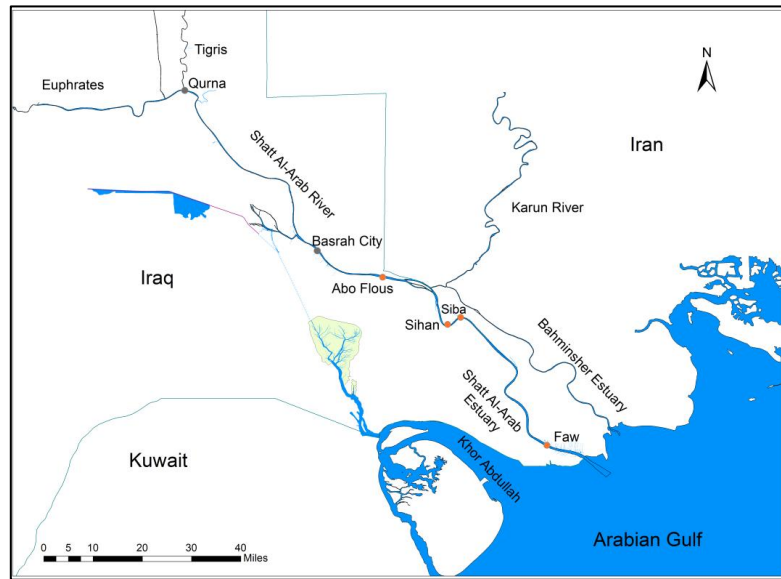 Tigris
N
Euphrates
Qurna
Iran
Shatt Al-Arab River
Karun River
Basrah City
Iraq
Abo Flous
Siba
Sihan
Bahminsher Estuary
Shatt Al-Arab
Estuary
Faw
Khor Abdullah
Kuwait
Arabian Gulf
0 5 10 20 30 40
Miles